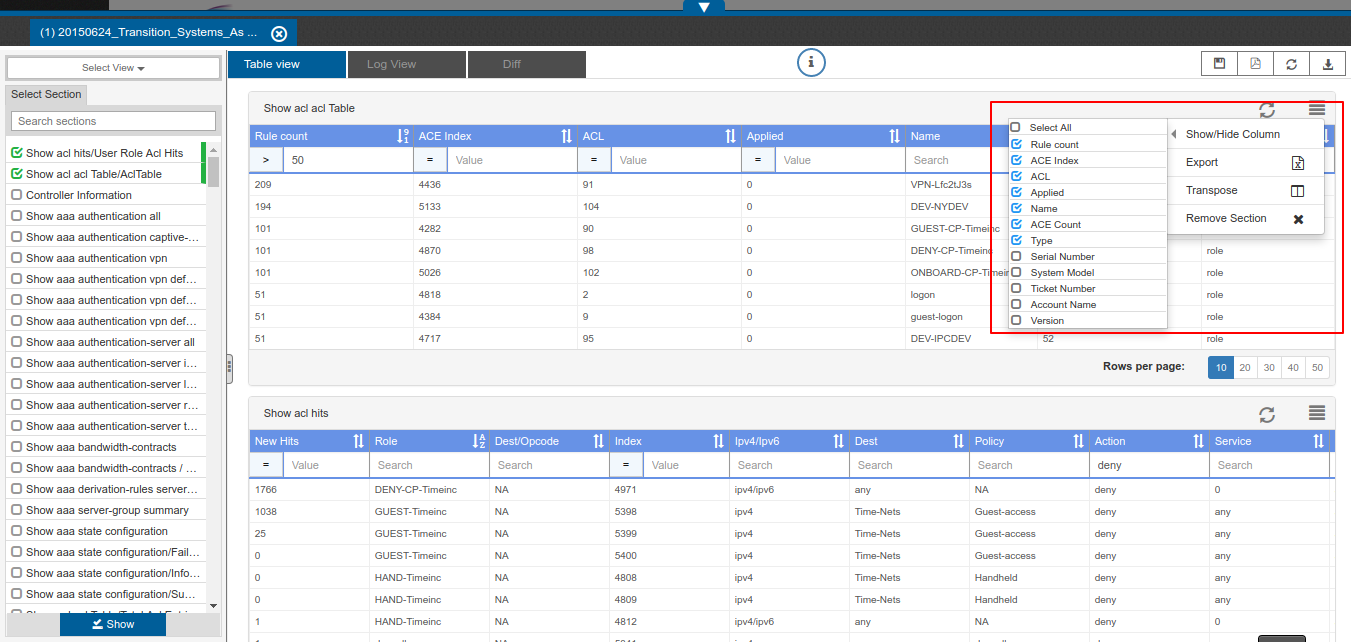 (1) 20150624_Transition_Systems_As ...
Select View
Select Section
Search sections
Show acl hits/User Role Acl Hits
Show acl acl Table/AclTable
Controller Information
Show aaa authentication all
Show aaa authentication captive-...
Show aaa authentication vpn
Show aaa authentication vpn def...
Show aaa authentication vpn def...
Show aaa authentication vpn def...
Show aaa authentication-server all
Show aaa authentication-server i...
Show aaa authentication-server l...
Show aaa authentication-server r...
Show aaa authentication-server t...
Show aaa bandwidth-contracts
Show aaa bandwidth-contracts / ...
Show aaa derivation-rules server...
Show aaa server-group summary
Show aaa state configuration
Show aaa state configuration/Fail...
Show aaa state configuration/Info...
Show aaa state configuration/Su...
Show
Table view Log View Diff i
Show acl acl Table
Rule count ACE Index ACL Applied Name
> 50 = Value = Value = Value Search
209 4436 91 0 VPN-Lfc2tJ3s
194 5133 104 0 DEV-NYDEV
101 4282 90 0 GUEST-CP-Timeinc
101 4870 98 0 DENY-CP-Timeinc role
101 5026 102 0 ONBOARD-CP-Timeinc role
51 4818 2 0 logon role
51 4384 9 0 guest-logon role
51 4717 95 0 DEV-IPCDEV 52 role
Select All
Rule count
ACE Index
ACL
Applied
Name
ACE Count
Type
Serial Number
System Model
Ticket Number
Account Name
Version
Show/Hide Column
Export
Transpose
Remove Section
Rows per page: 10 20 30 40 50
Show acl hits
New Hits Role Dest/Opcode Index Ipv4/Ipv6 Dest Policy Action Service
= Value Search Search = Value Search Search Search deny Search
1766 DENY-CP-Timeinc NA 4971 ipv4/ipv6 any NA deny 0
1038 GUEST-Timeinc NA 5398 ipv4 Time-Nets Guest-access deny any
25 GUEST-Timeinc NA 5399 ipv4 Time-Nets Guest-access deny any
0 GUEST-Timeinc NA 5400 ipv4 Time-Nets Guest-access deny any
0 HAND-Timeinc NA 4808 ipv4 Time-Nets Handheld deny any
0 HAND-Timeinc NA 4809 ipv4 Time-Nets Handheld deny any
1 HAND-Timeinc NA 4812 ipv4/ipv6 any NA deny 0